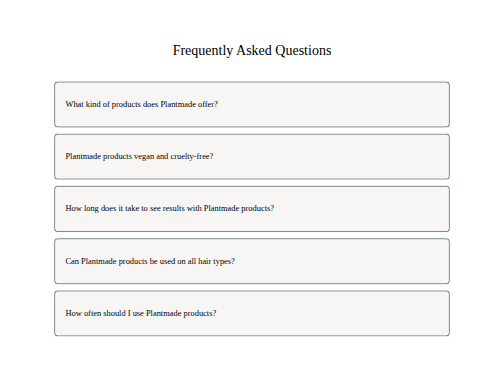 Frequently Asked Questions
What kind of products does Plantmade offer?
Plantmade products vegan and cruelty-free?
How long does it take to see results with Plantmade products?
Can Plantmade products be used on all hair types?
How often should I use Plantmade products?